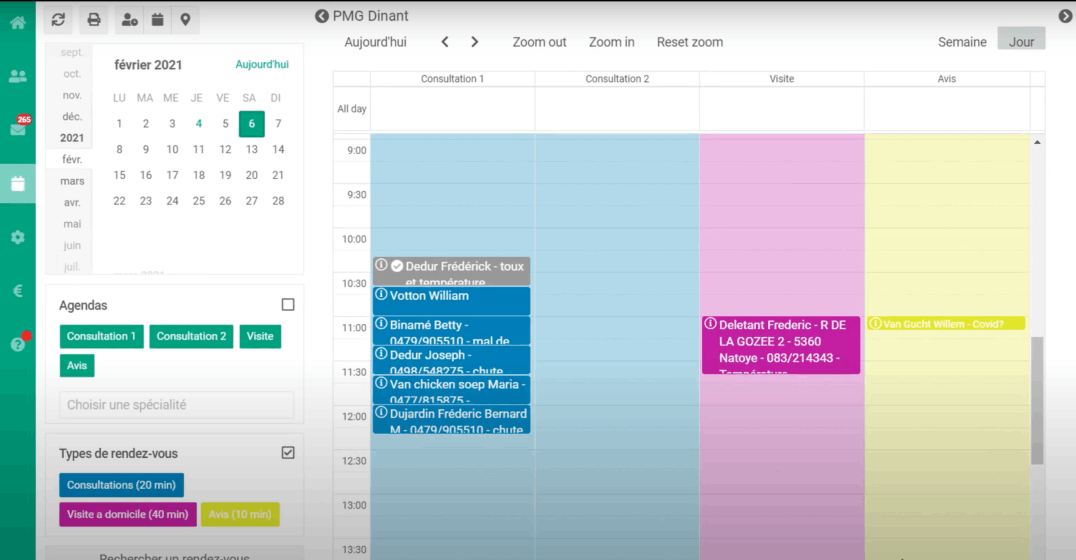 PMG Dinant
Aujourd'hui
Zoom out
Zoom in
Reset zoom
Semaine
Jour
265
sept.
oct.
nov.
déc.
2021
févr.
mars
avr.
mai
juin
juil.
février 2021
Aujourd'hui
LU MA ME JE VE SA DI
1 2 3 4 5 6 7
8 9 10 11 12 13 14
15 16 17 18 19 20 21
22 23 24 25 26 27 28
Agendas
Consultation 1
Consultation 2
Visite
Avis
Choisir une spécialité
Types de rendez-vous
Consultations (20 min)
Visite a domicile (40 min)
Avis (10 min)
Rechercher un rendez-vous
Consultation 1
Consultation 2
Visite
Avis
All day
9:00
9:30
10:00
10:30
11:00
11:30
12:00
12:30
13:00
13:30
Dedur Frédérick - toux
et température
Votton William
Binamé Betty -
0479/905510 - mal de
Dedur Joseph -
0498/548275 - chute
Van chicken soep Maria -
0477/815875 -
Dujardin Fréderic Bernard
M - 0479/905510 - chute
Deletant Frederic - R DE
LA GOZEE 2 - 5360
Natoye - 083/214343 -
Température
Van Gucht Willem - Covid?